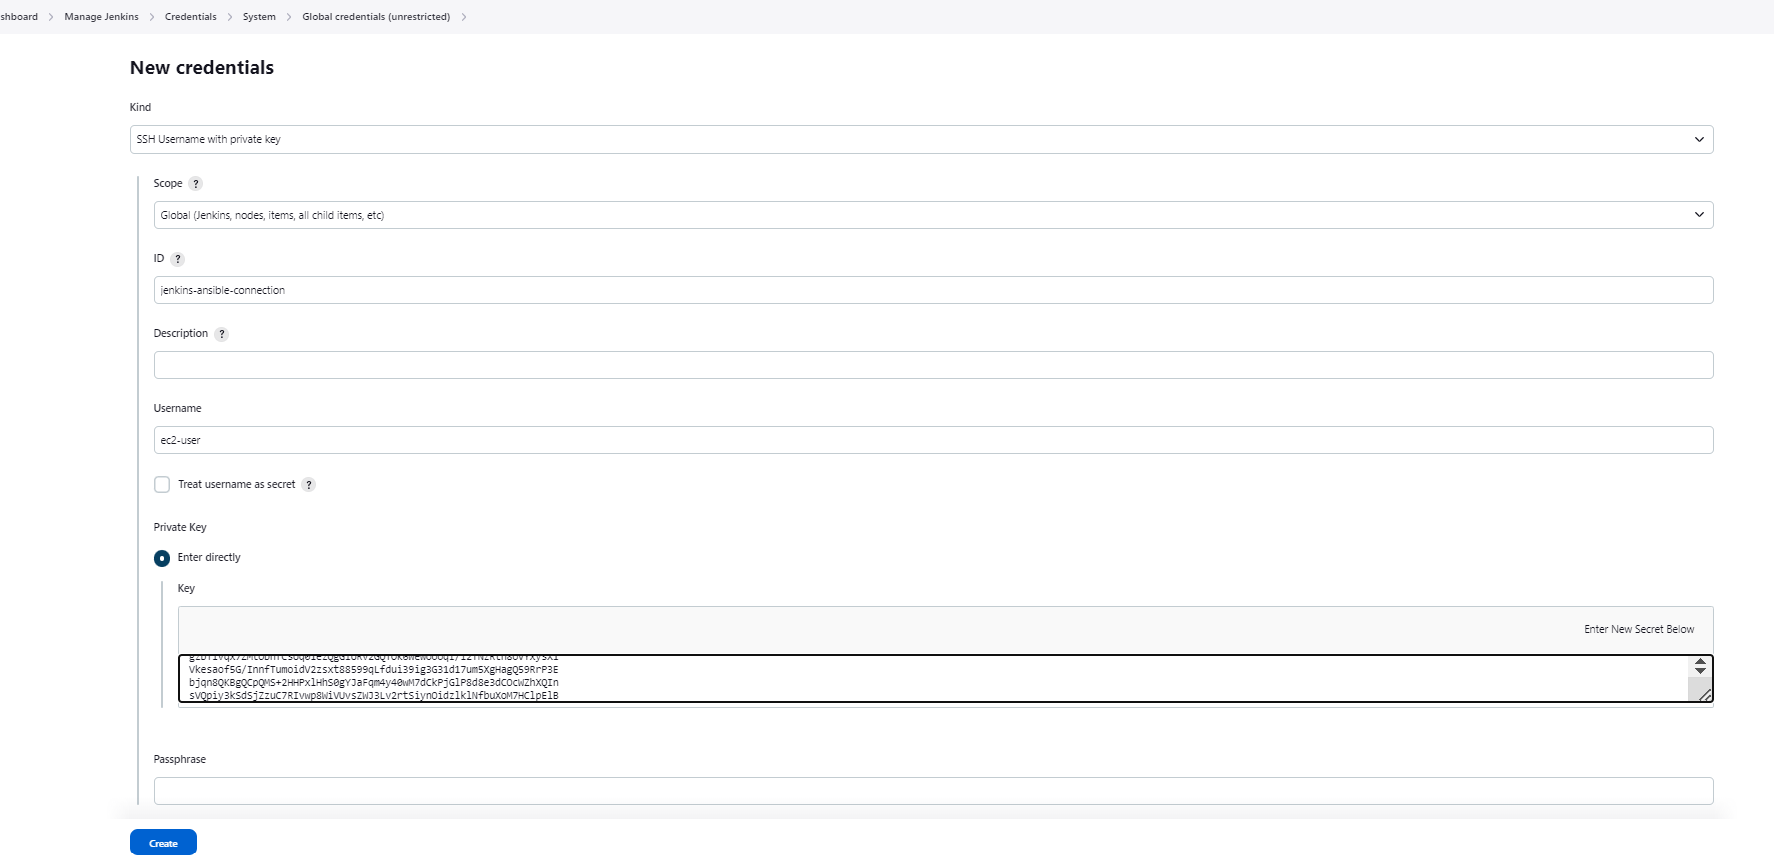 shboard > Manage Jenkins > Credentials > System > Global credentials (unrestricted) >
New credentials
Kind
SSH Username with private key
Scope ?
Global (Jenkins, nodes, items, all child items, etc)
ID ?
jenkins-ansible-connection
Description ?
Username
ec2-user
Treat username as secret ?
Private Key
Enter directly
Key
Enter New Secret Below
Vkesaof5G/InnfTumoidV2zsxt88599qLfdui39ig3G31d17um5XgHagQ59RrP3E
bjqn8QKBgQCpQMS+2HHPxlHhS0gYJaFqm4y40wM7dCkPjGlP8d8e3dCOcWZhXQIn
sVQpiy3kSdSjZzuC7RIvwp8WiVUvsZWJ3Lv2rtSiynOidzlklNfbuXoM7HClpElB
Passphrase
Create